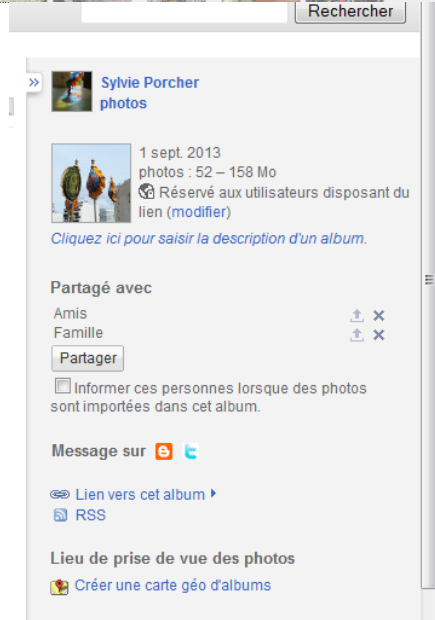 Rechercher
Sylvie Porcher
photos
1 sept. 2013
photos : 52 – 158 Mo
Réservé aux utilisateurs disposant du
lien (modifier)
Cliquez ici pour saisir la description d'un album.
Partagé avec
Amis
Famille
Partager
Informer ces personnes lorsque des photos
sont importées dans cet album.
Message sur
Lien vers cet album
RSS
Lieu de prise de vue des photos
Créer une carte géo d'albums